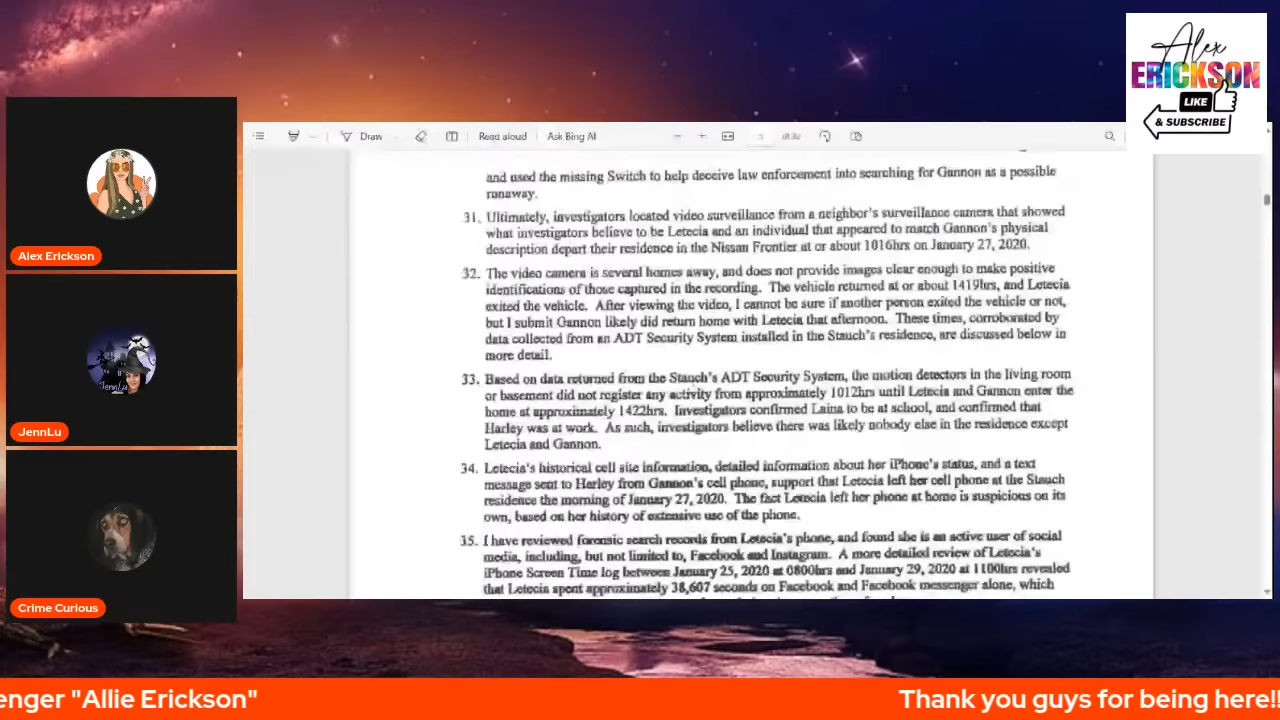 Alex
ERICKSON
LIKE
& SUBSCRIBE
Draw
Read aloud
Ask Bing AI
and used the missing Switch to help deceive law enforcement into searching for Gannon as a possible
runaway.
31. Ultimately, investigators located video surveillance from a neighbor's surveillance camera that showed
what investigators believe to be Letecia and an individual that appeared to match Gannon's physical
description depart their residence in the Nissan Frontier at or about 1016hrs on January 27, 2020.
32. The video camera is several homes away, and does not provide images clear enough to make positive
identifications of those captured in the recording. The vehicle returned at or about 1419hrs, and Letecia
exited the vehicle. After viewing the video, I cannot be sure if another person exited the vehicle or not,
but I submit Gannon likely did return home with Letecia that afternoon. These times, corroborated by
data collected from an ADT Security System installed in the Stauch's residence, are discussed below in
more detail.
33. Based on data returned from the Stauch's ADT Security System, the motion detectors in the living room
or basement did not register any activity from approximately 1012hrs until Letecia and Gannon enter the
home at approximately 1422hrs. Investigators confirmed Laina to be at school, and confirmed that
Harley was at work. As such, investigators believe there was likely nobody else in the residence except
Letecia and Gannon.
34. Letecia's historical cell site information, detailed information about her iPhone's status, and a text
message sent to Harley from Gannon's cell phone, support that Letecia left her cell phone at the Stauch
residence the morning of January 27, 2020. The fact Letecia left her phone at home is suspicious on its
own, based on her history of extensive use of the phone.
35. I have reviewed forensic search records from Letecia's phone, and found she is an active user of social
media, including, but not limited to, Facebook and Instagram. A more detailed review of Letecia's
iPhone Screen Time log between January 25, 2020 at 0800hrs and January 29, 2020 at 1100hrs revealed
that Letecia spent approximately 38,607 seconds on Facebook and Facebook messenger alone, which
Alex Erickson
JennLu
JennLu
Crime Curious
enger "Allie Erickson"
Thank you guys for being here!!